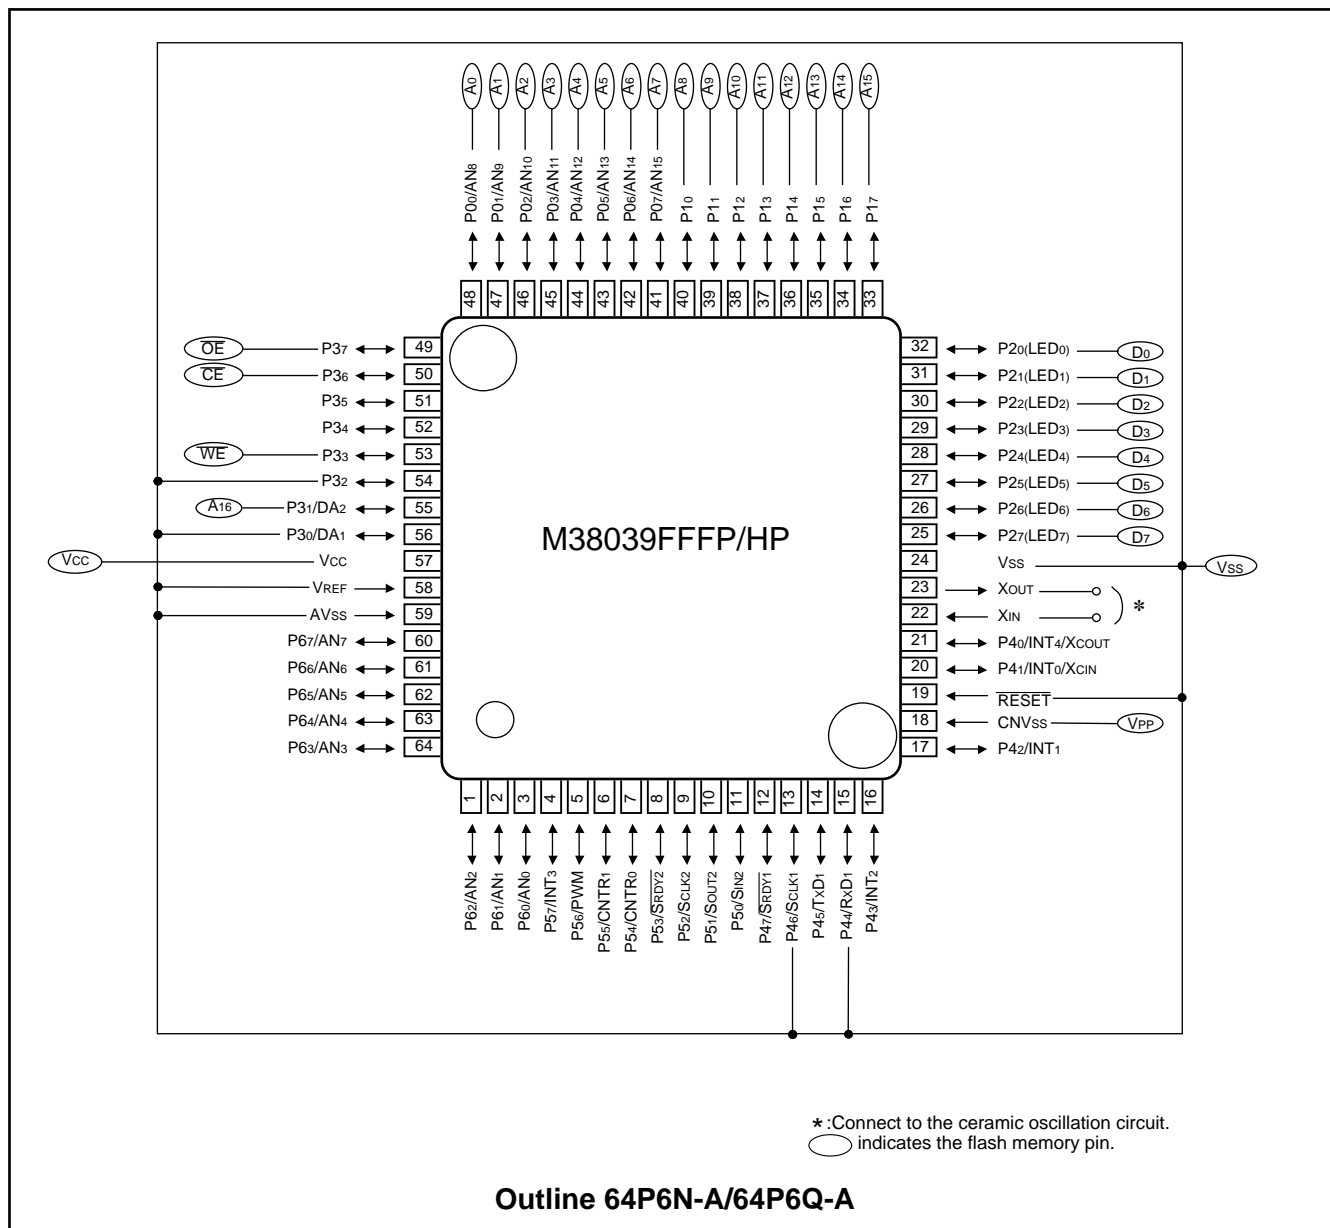 A0 A1 A2 A3 A4 A5 A6 A7 A8 A9 A10 A11 A12 A13 A14 A15
P00/AN8 P01/AN9 P02/AN10 P03/AN11 P04/AN12 P05/AN13 P06/AN14 P07/AN15 P10 P11 P12 P13 P14 P15 P16 P17
48 47 46 45 44 43 42 41 40 39 38 37 36 35 34 33
OE P37 49
CE P36 50
P35 51
P34 52
WE P33 53
P32 54
A16 P31/DA2 55
P30/DA1 56
VCC VCC 57
VREF 58
AVSS 59
P67/AN7 60
P66/AN6 61
P65/AN5 62
P64/AN4 63
P63/AN3 64
M38039FFFP/HP
32 P20(LED0) D0
31 P21(LED1) D1
30 P22(LED2) D2
29 P23(LED3) D3
28 P24(LED4) D4
27 P25(LED5) D5
26 P26(LED6) D6
25 P27(LED7) D7
24 VSS VSS
23 XOUT
22 XIN
*
21 P40/INT4/XCOUT
20 P41/INT0/XCIN
19 RESET
18 CNVSS VPP
17 P42/INT1
1 2 3 4 5 6 7 8 9 10 11 12 13 14 15 16
P62/AN2 P61/AN1 P60/AN0 P57/INT3 P56/PWM P55/CNTR1 P54/CNTR0 P53/SRDY2 P52/SCLK2 P51/SOUT2 P50/SIN2 P47/SRDY1 P46/SCLK1 P45/TXD1 P44/RXD1 P43/INT2
* :Connect to the ceramic oscillation circuit.
indicates the flash memory pin.
Outline 64P6N-A/64P6Q-A